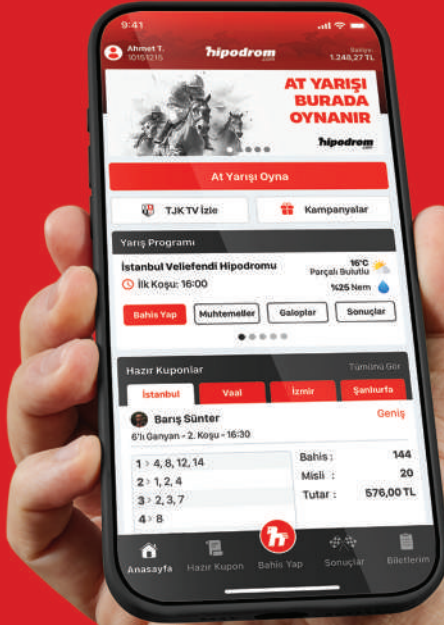 9:41
Ahmet T.
10151215
hipodrom
.com
Bakiye:
1.248,27 TL
AT YARIŞI
BURADA
OYNANIR
hipodrom
.com
At Yarışı Oyna
TJK TV İzle
Kampanyalar
Yarış Programı
İstanbul Veliefendi Hipodromu
16°C
Parçalı Bulutlu
İlk Koşu: 16:00
%25 Nem
Bahis Yap
Muhtemeller
Galoplar
Sonuçlar
Hazır Kuponlar
Tümünü Gör
İstanbul
Vaal
İzmir
Şanlıurfa
Barış Sünter
Geniş
6'lı Ganyan - 2. Koşu - 16:30
1 > 4, 8, 12, 14
2 > 1, 2, 4
3 > 2, 3, 7
4 > 8
Bahis : 144
Misli : 20
Tutar : 576,00 TL
Anasayfa
Hazır Kupon
Bahis Yap
Sonuçlar
Biletlerim